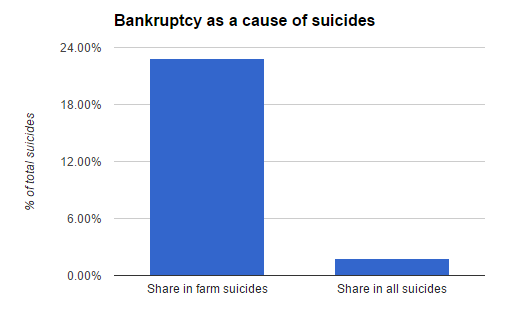 Bankruptcy as a cause of suicides
24.00%
18.00%
12.00%
6.00%
0.00%
% of total suicides
Share in farm suicides
Share in all suicides